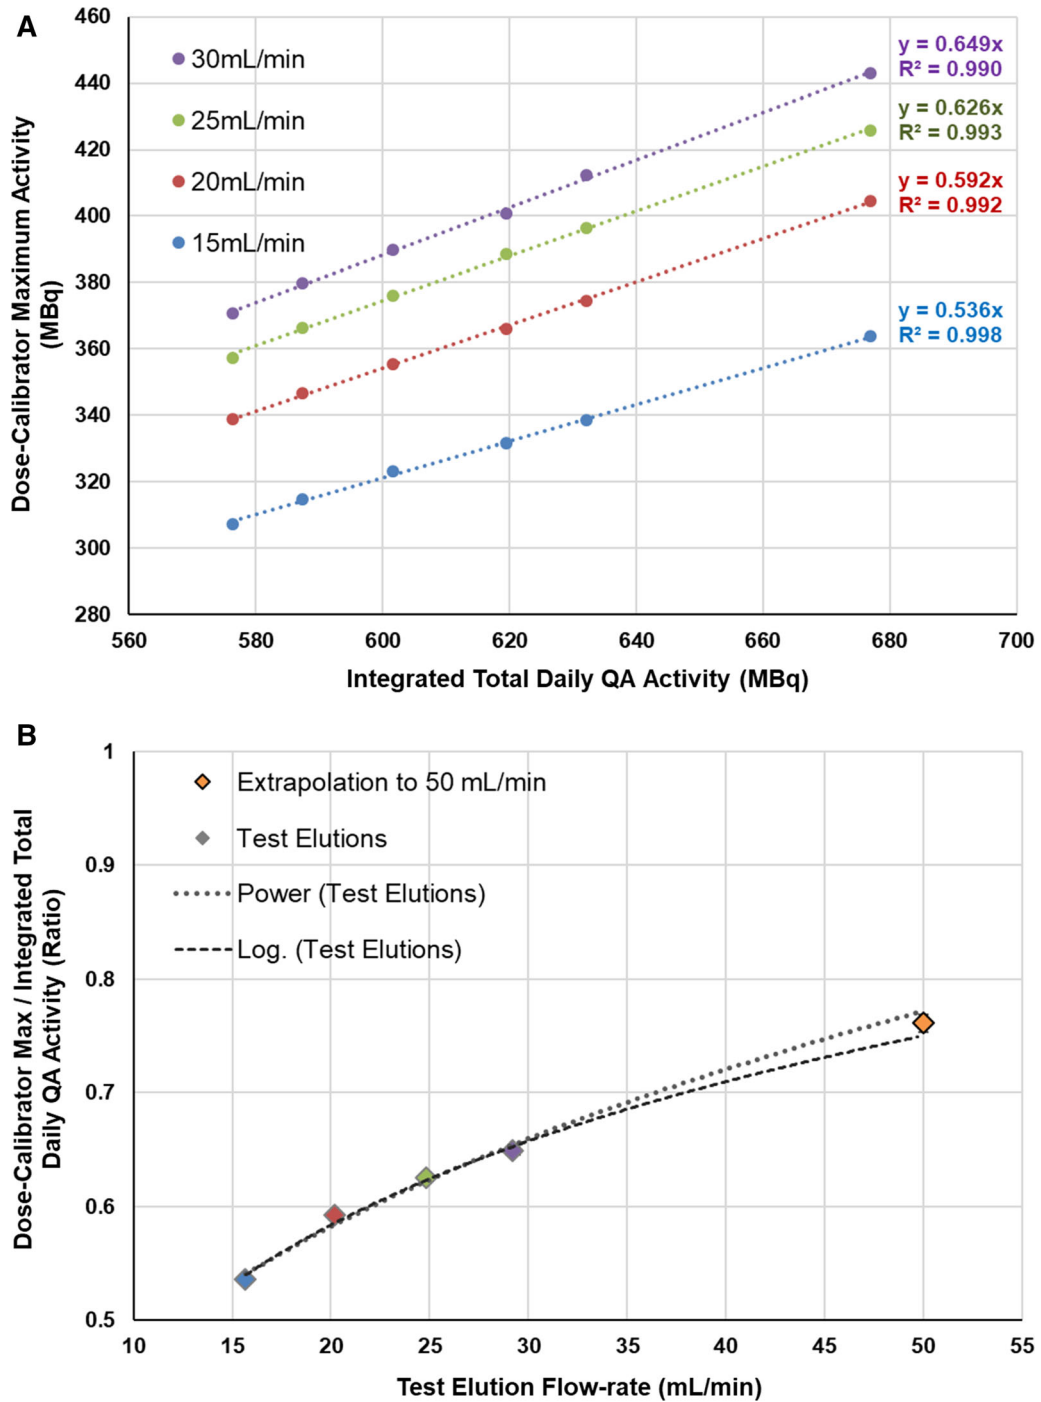 A
460
440
420
400
380
360
340
320
300
280
Dose-Calibrator Maximum Activity
(MBq)
30mL/min
25mL/min
20mL/min
15mL/min
y = 0.649x
R² = 0.990
y = 0.626x
R² = 0.993
y = 0.592x
R² = 0.992
y = 0.536x
R² = 0.998
560 580 600 620 640 660 680 700
Integrated Total Daily QA Activity (MBq)
B
1
0.9
0.8
0.7
0.6
0.5
Dose-Calibrator Max / Integrated Total
Daily QA Activity (Ratio)
Extrapolation to 50 mL/min
Test Elutions
Power (Test Elutions)
Log. (Test Elutions)
10 15 20 25 30 35 40 45 50 55
Test Elution Flow-rate (mL/min)